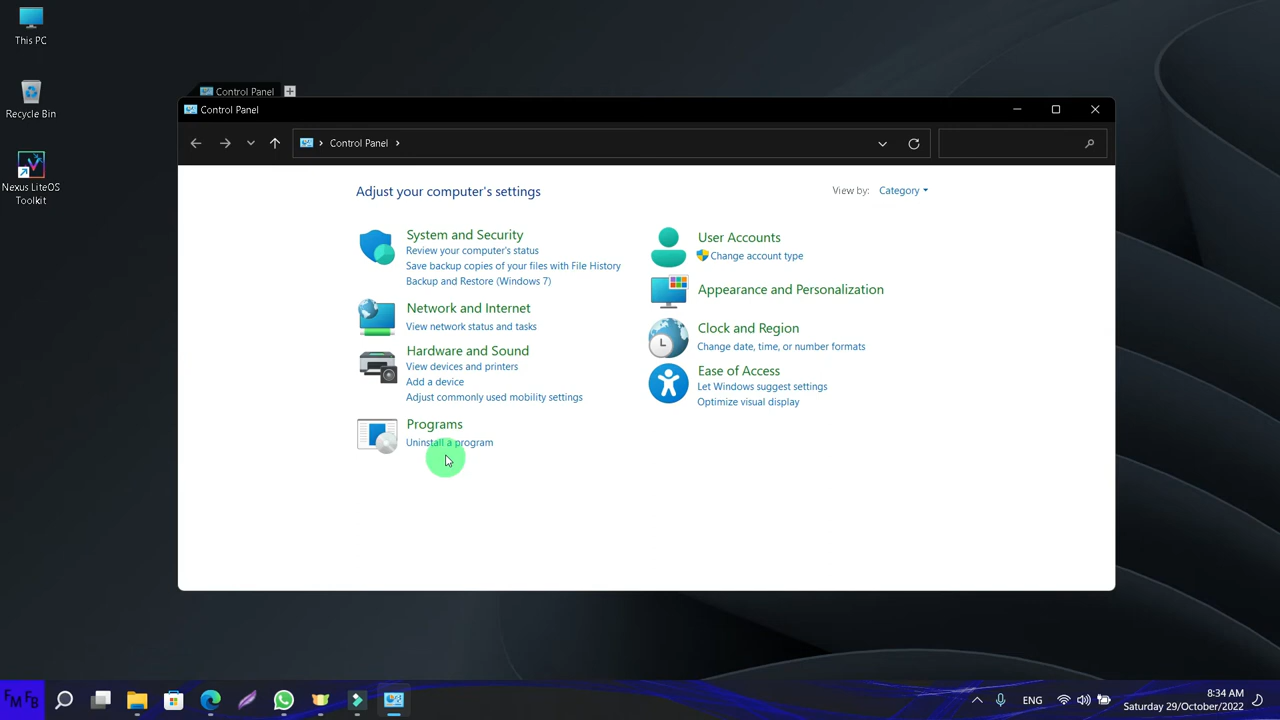 This PC
Recycle Bin
Nexus LiteOS
Toolkit
Control Panel
Control Panel
Control Panel
Adjust your computer's settings
View by: Category
System and Security
Review your computer's status
Save backup copies of your files with File History
Backup and Restore (Windows 7)
Network and Internet
View network status and tasks
Hardware and Sound
View devices and printers
Add a device
Adjust commonly used mobility settings
Programs
Uninstall a program
User Accounts
Change account type
Appearance and Personalization
Clock and Region
Change date, time, or number formats
Ease of Access
Let Windows suggest settings
Optimize visual display
FM FB
ENG
8:34 AM
Saturday 29/October/2022